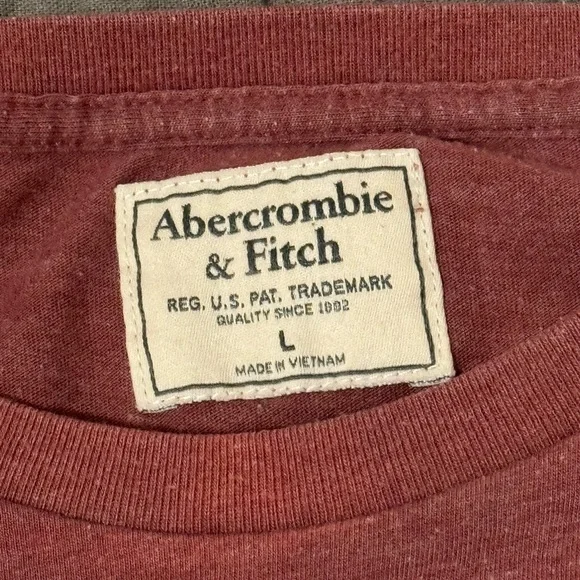 Abercrombie
& Fitch
REG. U.S. PAT. TRADEMARK
QUALITY SINCE 1892
L
MADE IN VIETNAM